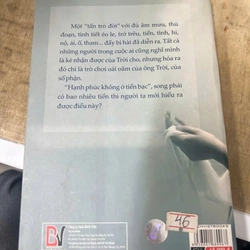 Một "tấn trò đời" với đủ âm mưu, thủ
đoạn, tình tiết éo le, trớ trêu, tiền, tình, hỉ,
nộ, ái, ố, tham... đầy bi hài đã diễn ra. Tất cả
những người trong cuộc ai cũng nghĩ mình
là kẻ nhận được của Trời cho, nhưng hóa ra
đó chỉ là trò chơi oái oăm của ông Trời, của
số phận.
"Hạnh phúc không ở tiền bạc", song phải
có bao nhiêu tiền thì người ta mới hiểu ra
được điều này?
46